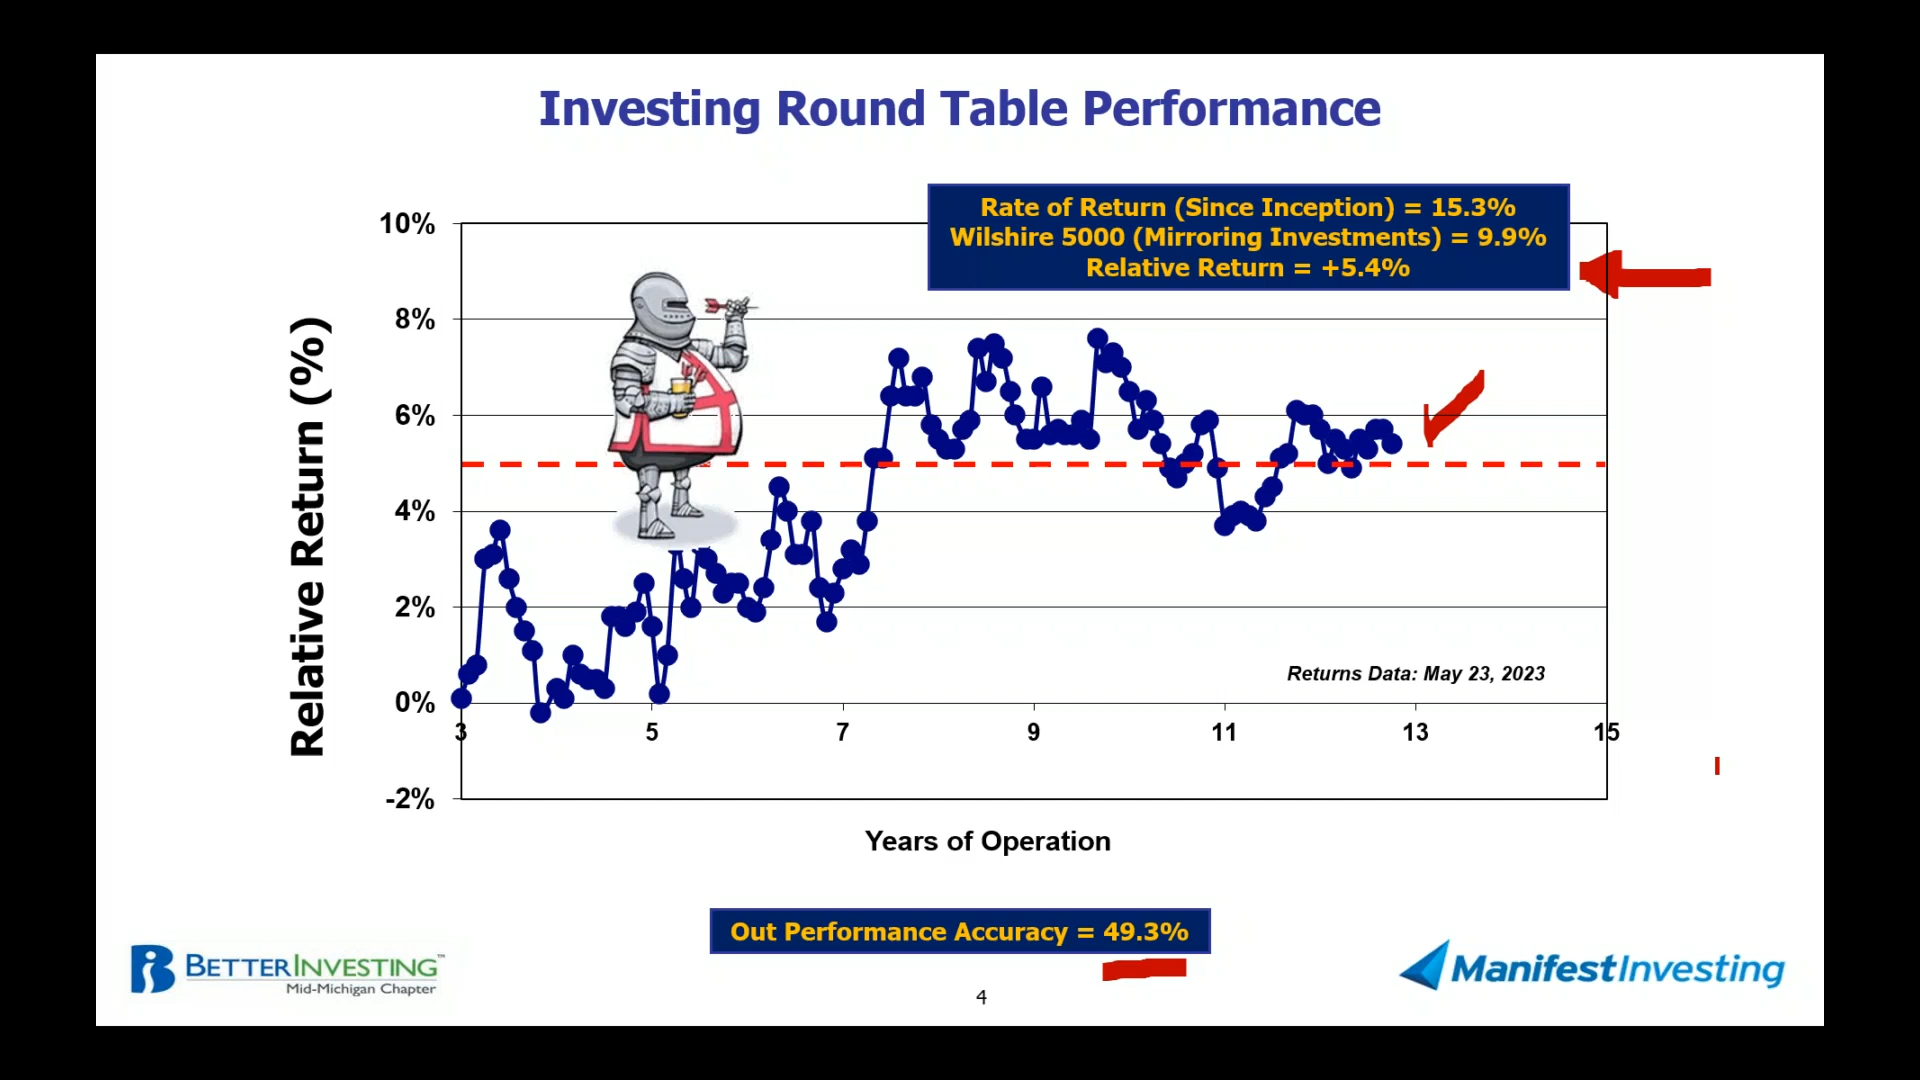 Investing Round Table Performance
Rate of Return (Since Inception) = 15.3%
Wilshire 5000 (Mirroring Investments) = 9.9%
Relative Return = +5.4%
10%
8%
6%
4%
2%
0%
-2%
Relative Return (%)
3
5
7
9
11
13
15
Returns Data: May 23, 2023
Years of Operation
Out Performance Accuracy = 49.3%
BETTERINVESTING™
Mid-Michigan Chapter
4
ManifestInvesting